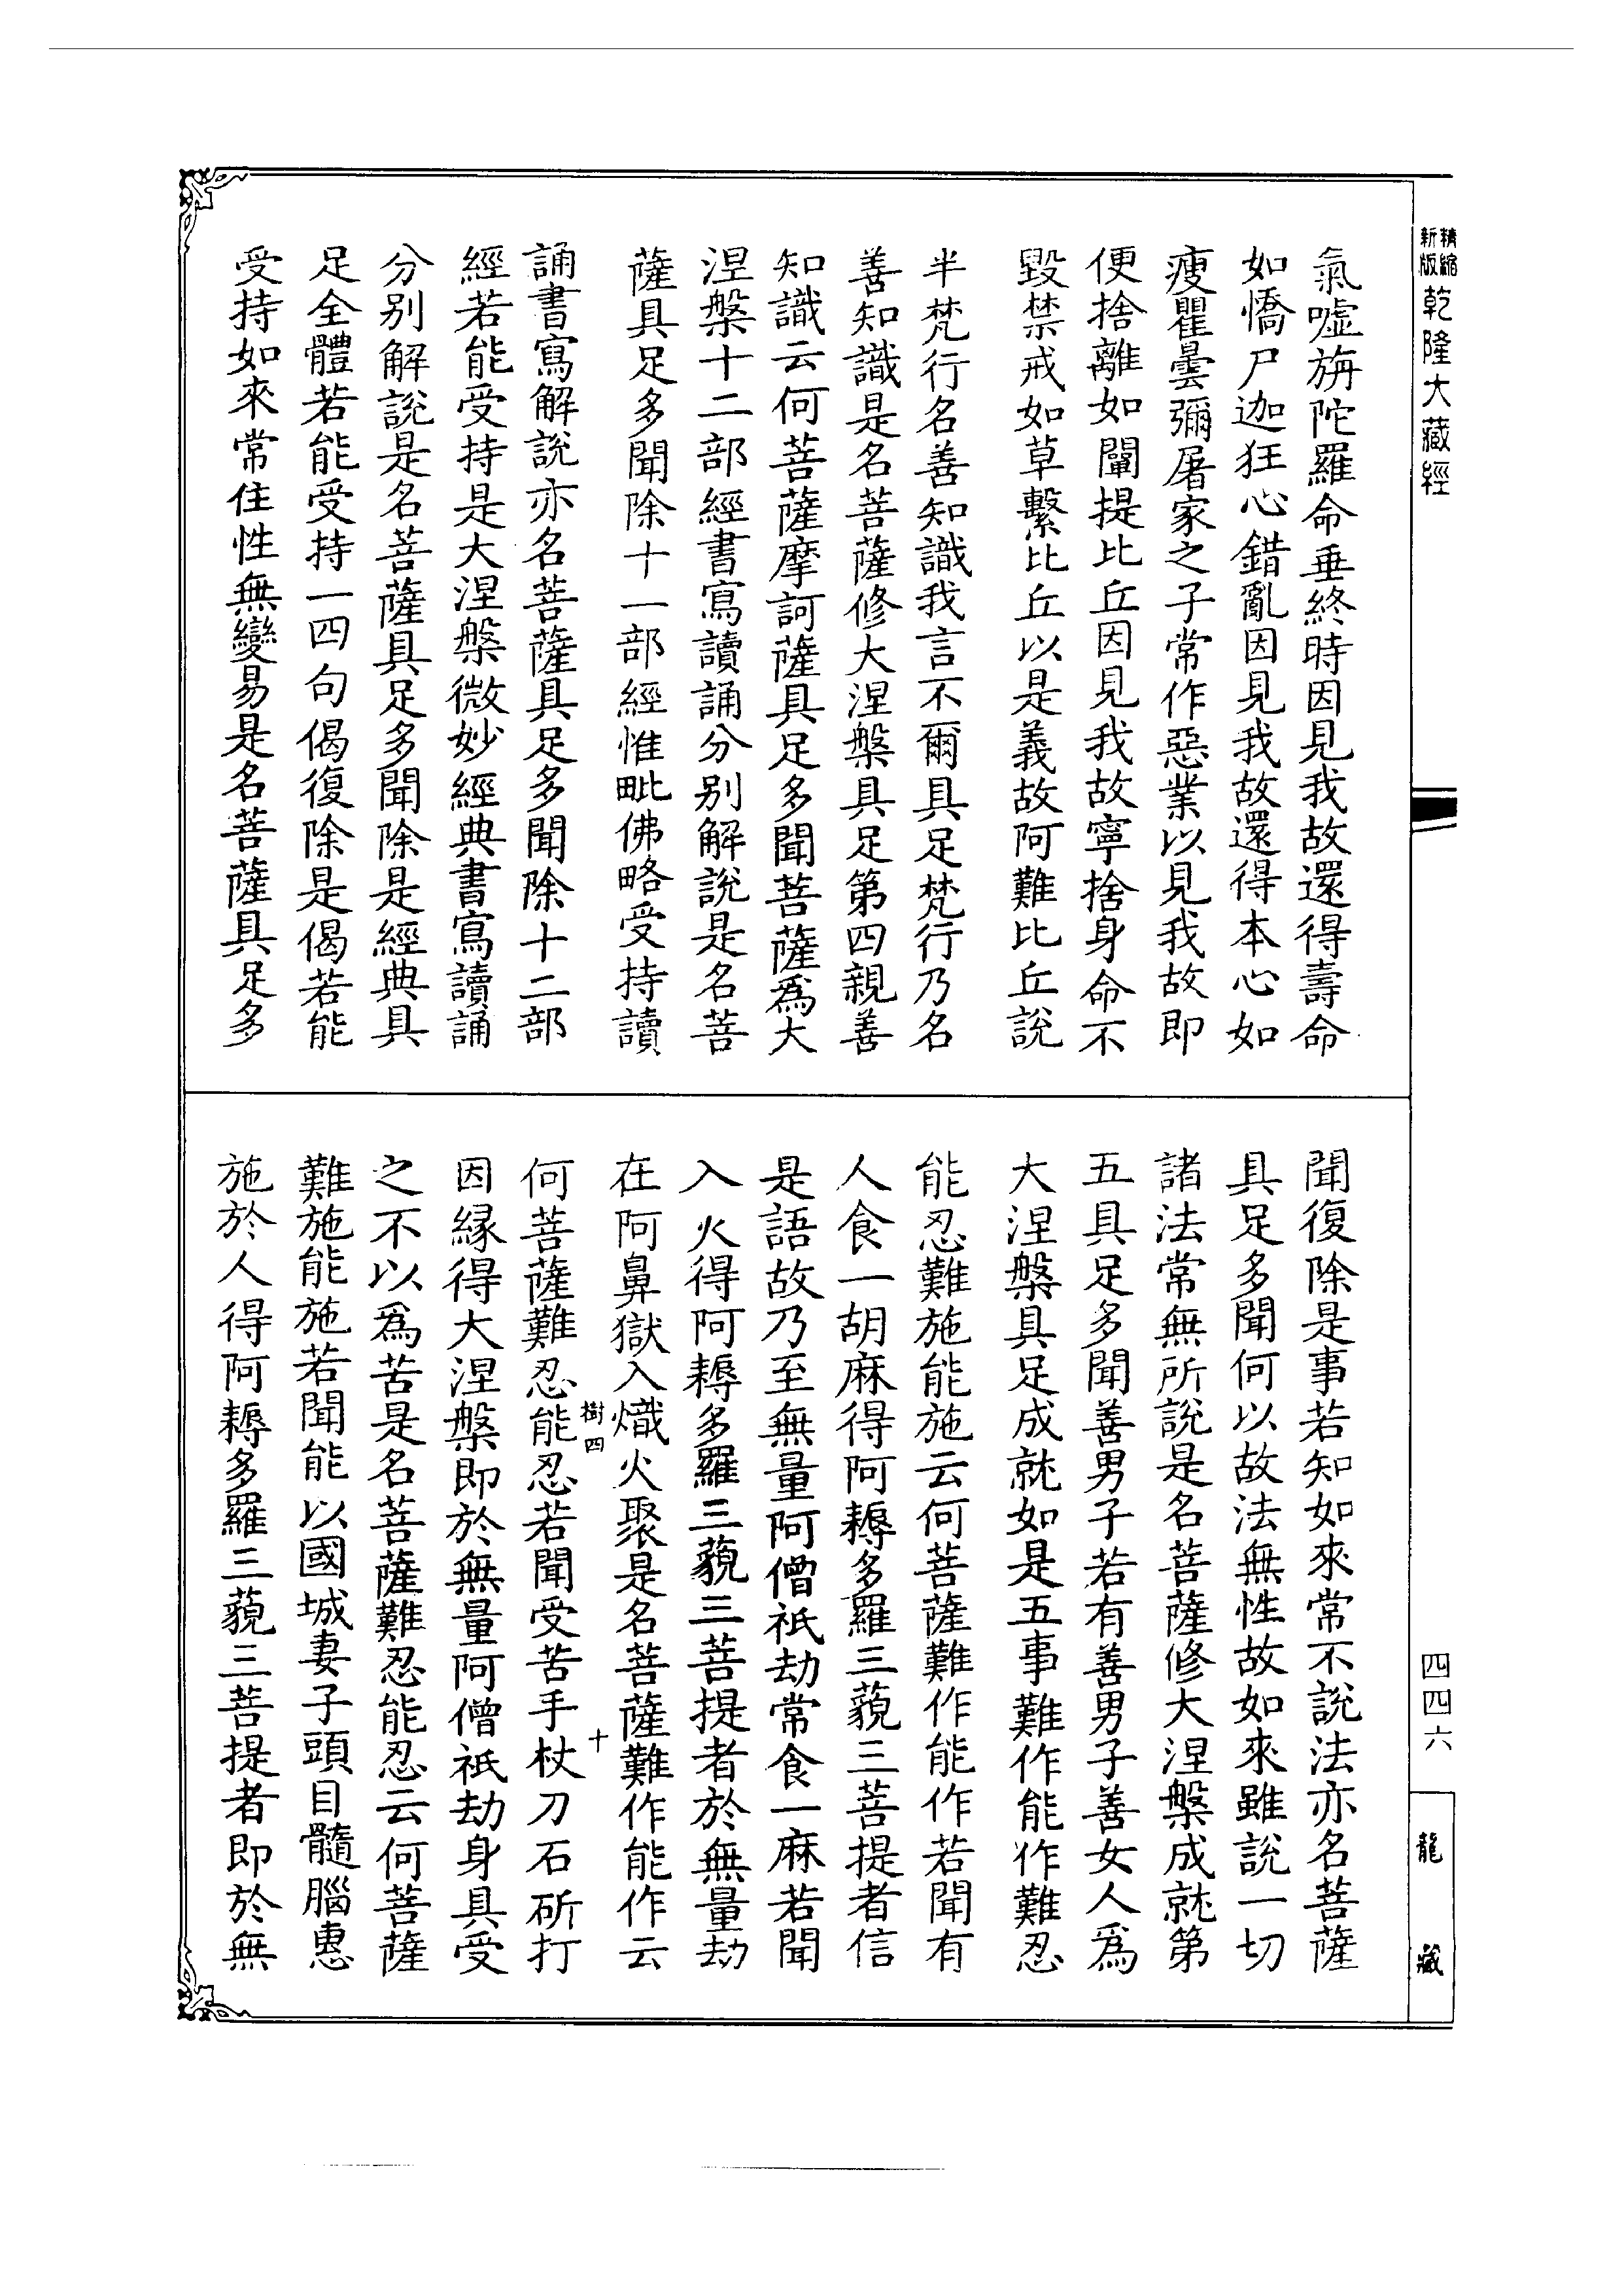 精縮
新版
乾隆大藏經
氣噓旃陀羅命垂終時因見我故還得壽命
如憍尸迦狂心錯亂因見我故還得本心如
瘦瞿曇彌屠家之子常作惡業以見我故即
便捨離如闡提比丘因見我故寧捨身命不
毀禁戒如草繫比丘以是義故阿難比丘說
半梵行名善知識我言不爾具足梵行乃名
善知識是名菩薩修大涅槃具足第四親善
知識云何菩薩摩訶薩具足多聞菩薩爲大
涅槃十二部經書寫讀誦分別解說是名菩
薩具足多聞除十一部經惟毗佛略受持讀
誦書寫解說亦名菩薩具足多聞除十二部
經若能受持是大涅槃微妙經典書寫讀誦
分別解說是名菩薩具足多聞除是經典具
足全體若能受持一四句偈復除是偈若能
受持如來常住性無變易是名菩薩具足多
聞復除是事若知如來常不說法亦名菩薩
具足多聞何以故法無性故如來雖說一切
諸法常無所說是名菩薩修大涅槃成就第
五具足多聞善男子若有善男子善女人爲
大涅槃具足成就如是五事難作能作難忍
能忍難施能施云何菩薩難作能作若聞有
人食一胡麻得阿耨多羅三藐三菩提者信
是語故乃至無量阿僧祇劫常食一麻若聞
入火得阿耨多羅三藐三菩提者於無量劫
在阿鼻獄入熾火聚是名菩薩難作能作云
樹四
十
何菩薩難忍能忍若聞受苦手杖刀石斫打
因緣得大涅槃即於無量阿僧祇劫身具受
之不以爲苦是名菩薩難忍能忍云何菩薩
難施能施若聞能以國城妻子頭目髓腦惠
施於人得阿耨多羅三藐三菩提者即於無
四四六
龍藏